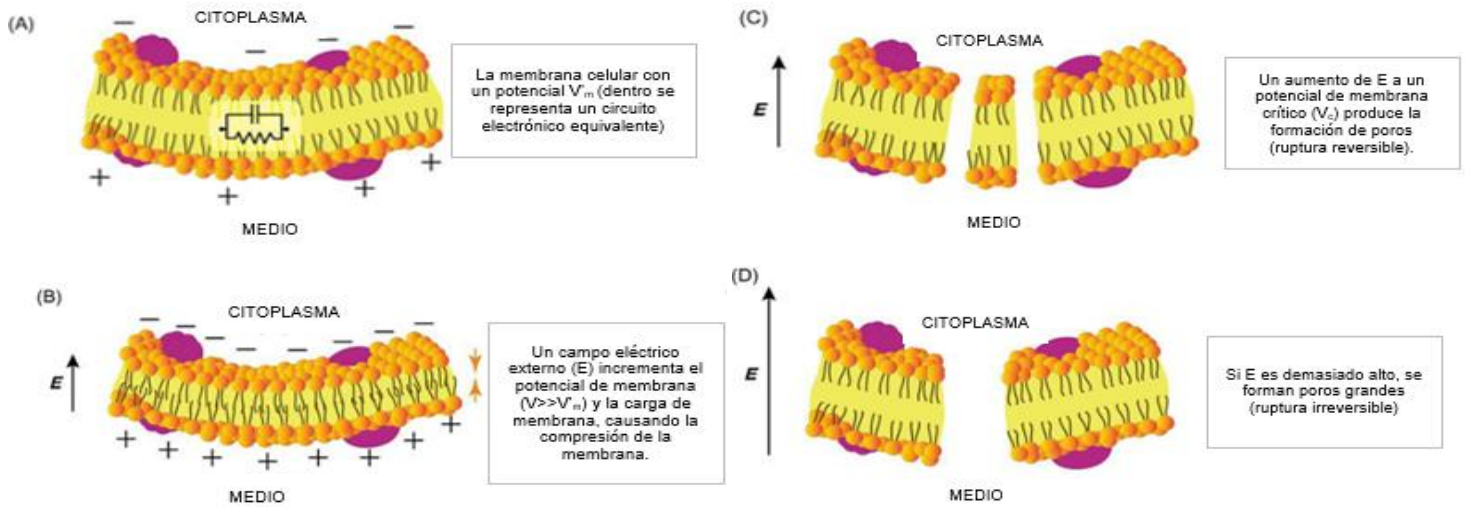 (A)
CITOPLASMA
La membrana celular con
un potencial V'm (dentro se
representa un circuito
electrónico equivalente)
MEDIO
(B)
CITOPLASMA
E
Un campo eléctrico
externo (E) incrementa el
potencial de membrana
(V>>V'm) y la carga de
membrana, causando la
compresión de la
membrana.
MEDIO
(C)
CITOPLASMA
E
Un aumento de E a un
potencial de membrana
crítico (Vc) produce la
formación de poros
(ruptura reversible).
MEDIO
(D)
CITOPLASMA
E
Si E es demasiado alto, se
forman poros grandes
(ruptura irreversible)
MEDIO